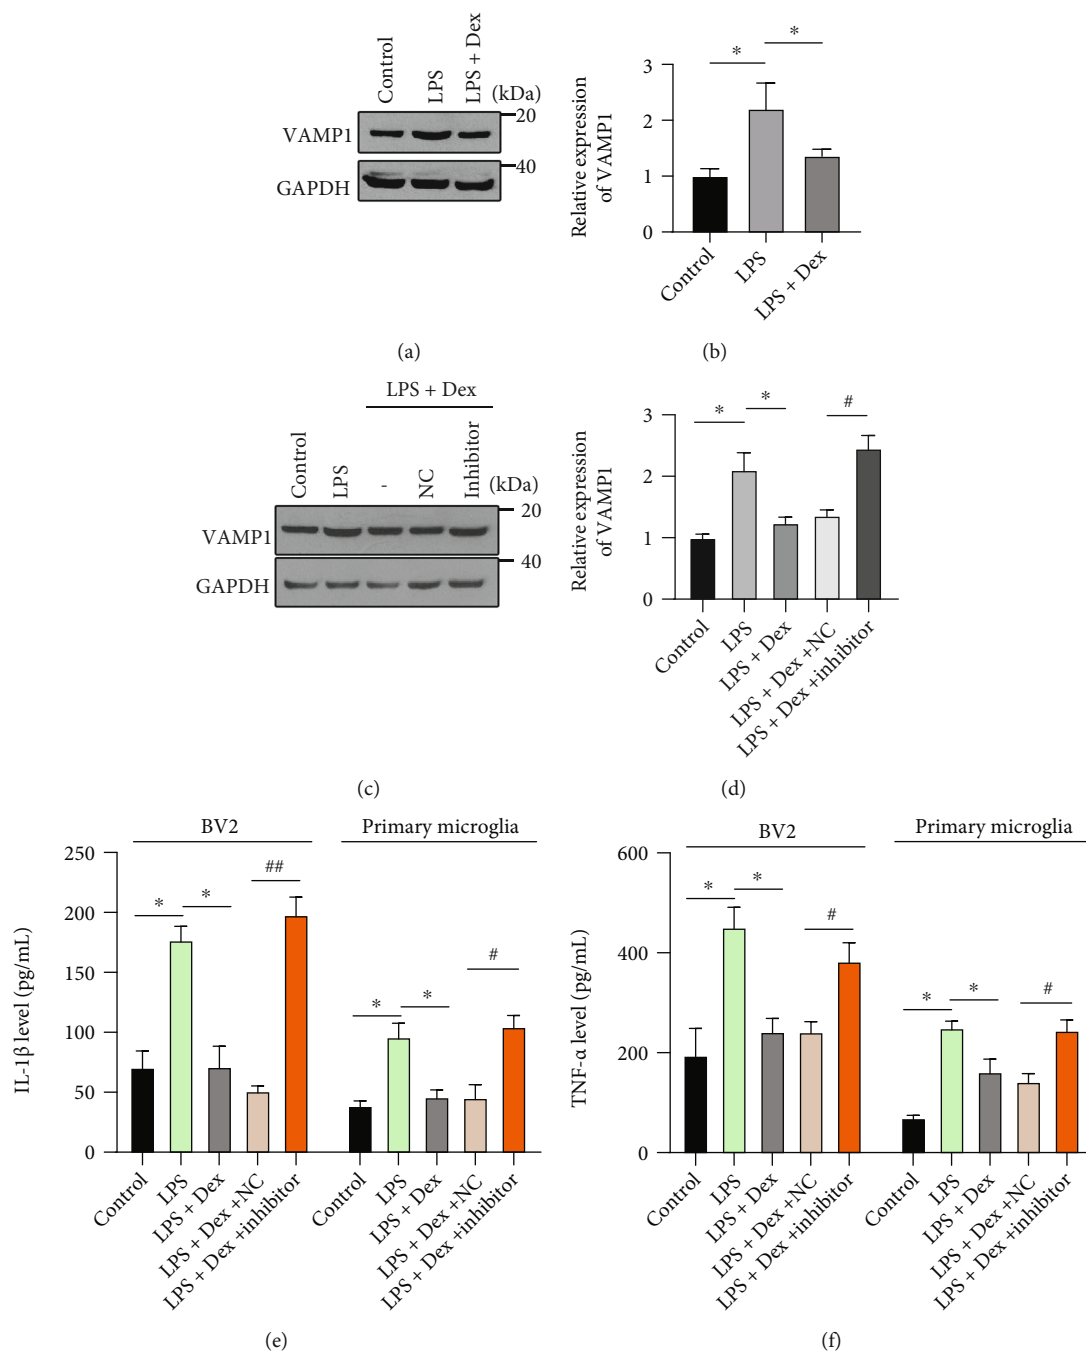 Control
LPS
LPS + Dex
(kDa)
VAMP1
20
GAPDH
40
(a)
Relative expression
of VAMP1
3
2
1
0
*
*
Control
LPS
LPS + Dex
(b)
LPS + Dex
Control
LPS
-
NC
Inhibitor
(kDa)
VAMP1
20
GAPDH
40
(c)
Relative expression
of VAMP1
3
2
1
0
*
*
#
Control
LPS
LPS + Dex
LPS + Dex +NC
LPS + Dex +inhibitor
(d)
BV2
Primary microglia
IL-1β level (pg/mL)
250
200
150
100
50
0
*
*
##
*
*
#
Control
LPS
LPS + Dex
LPS + Dex +NC
LPS + Dex +inhibitor
Control
LPS
LPS + Dex
LPS + Dex +NC
LPS + Dex +inhibitor
(e)
BV2
Primary microglia
TNF-α level (pg/mL)
600
400
200
0
*
*
#
*
*
#
Control
LPS
LPS + Dex
LPS + Dex +NC
LPS + Dex +inhibitor
Control
LPS
LPS + Dex
LPS + Dex +NC
LPS + Dex +inhibitor
(f)